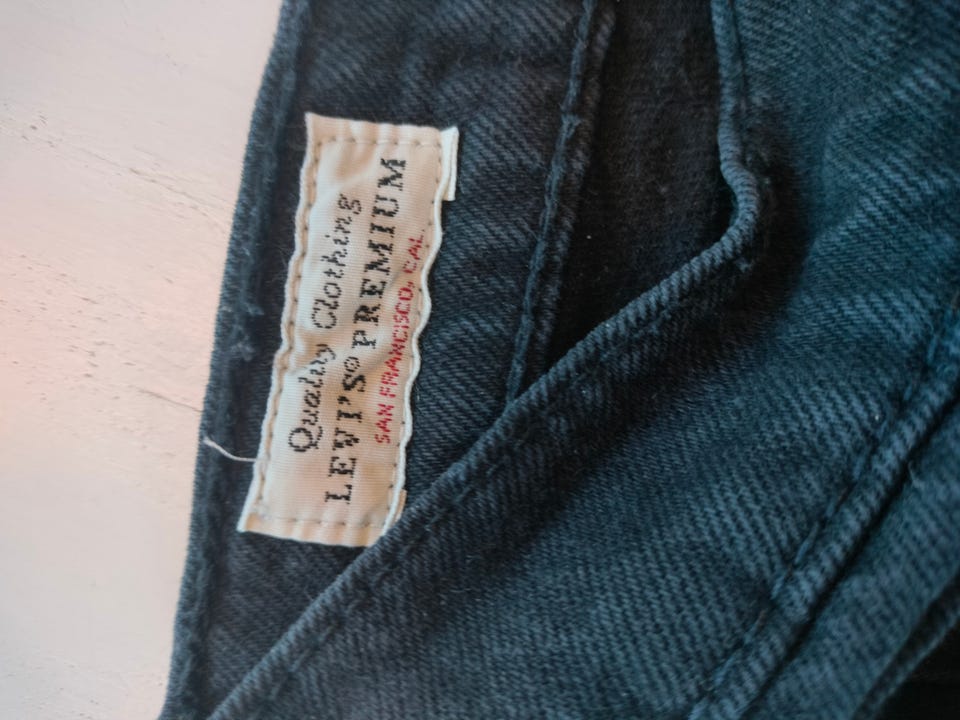 Quality Clothing
LEVI'S® PREMIUM
SAN FRANCISCO, CAL.